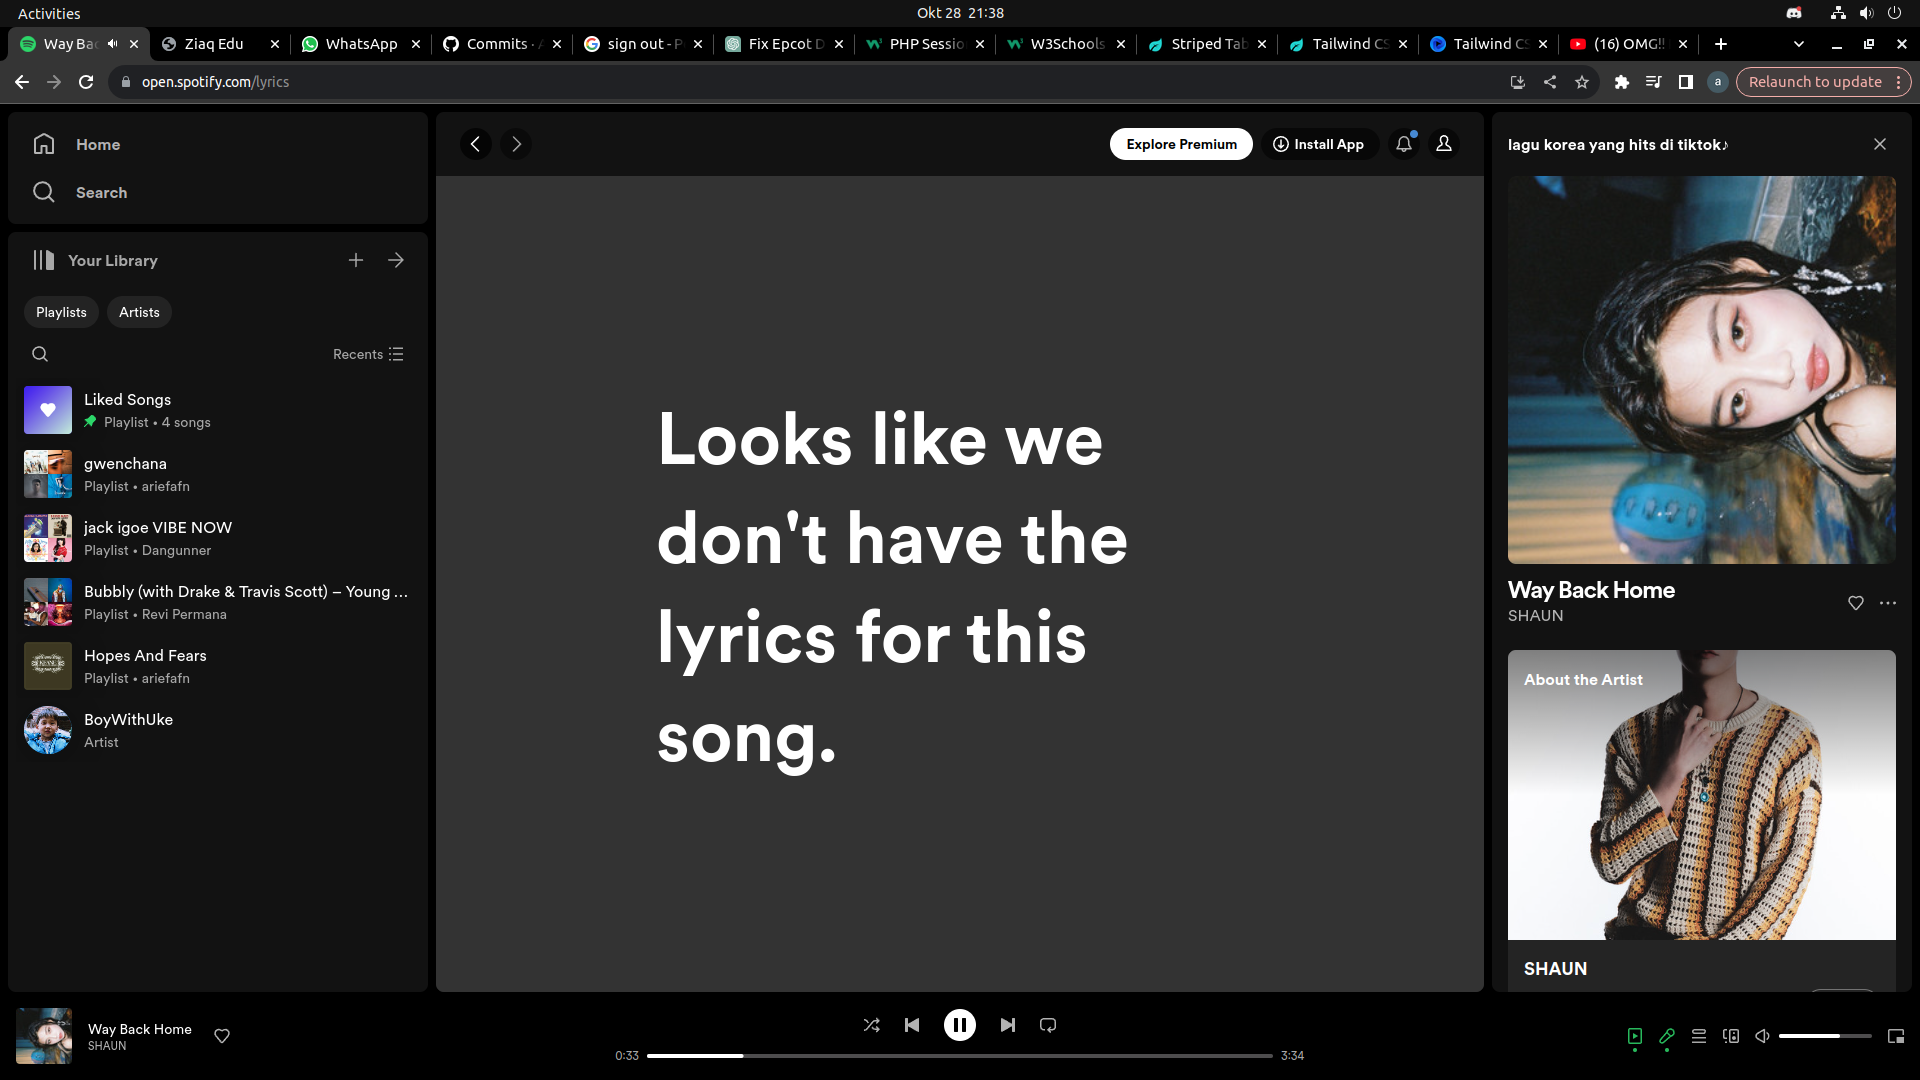 Activities
Okt 28 21:38
Way Bac
Ziaq Edu
WhatsApp
Commits ·
sign out - P
Fix Epcot D
PHP Sessio
W3Schools
Striped Tab
Tailwind CS
Tailwind CS
(16) OMG!!
open.spotify.com/lyrics
a
Relaunch to update
Home
Search
Your Library
Playlists
Artists
Recents
Liked Songs
Playlist • 4 songs
gwenchana
Playlist • ariefafn
jack igoe VIBE NOW
Playlist • Dangunner
Bubbly (with Drake & Travis Scott) – Young ...
Playlist • Revi Permana
Hopes And Fears
Playlist • ariefafn
BoyWithUke
Artist
Explore Premium
Install App
Looks like we
don't have the
lyrics for this
song.
lagu korea yang hits di tiktok♪
Way Back Home
SHAUN
About the Artist
SHAUN
Way Back Home
SHAUN
0:33
3:34